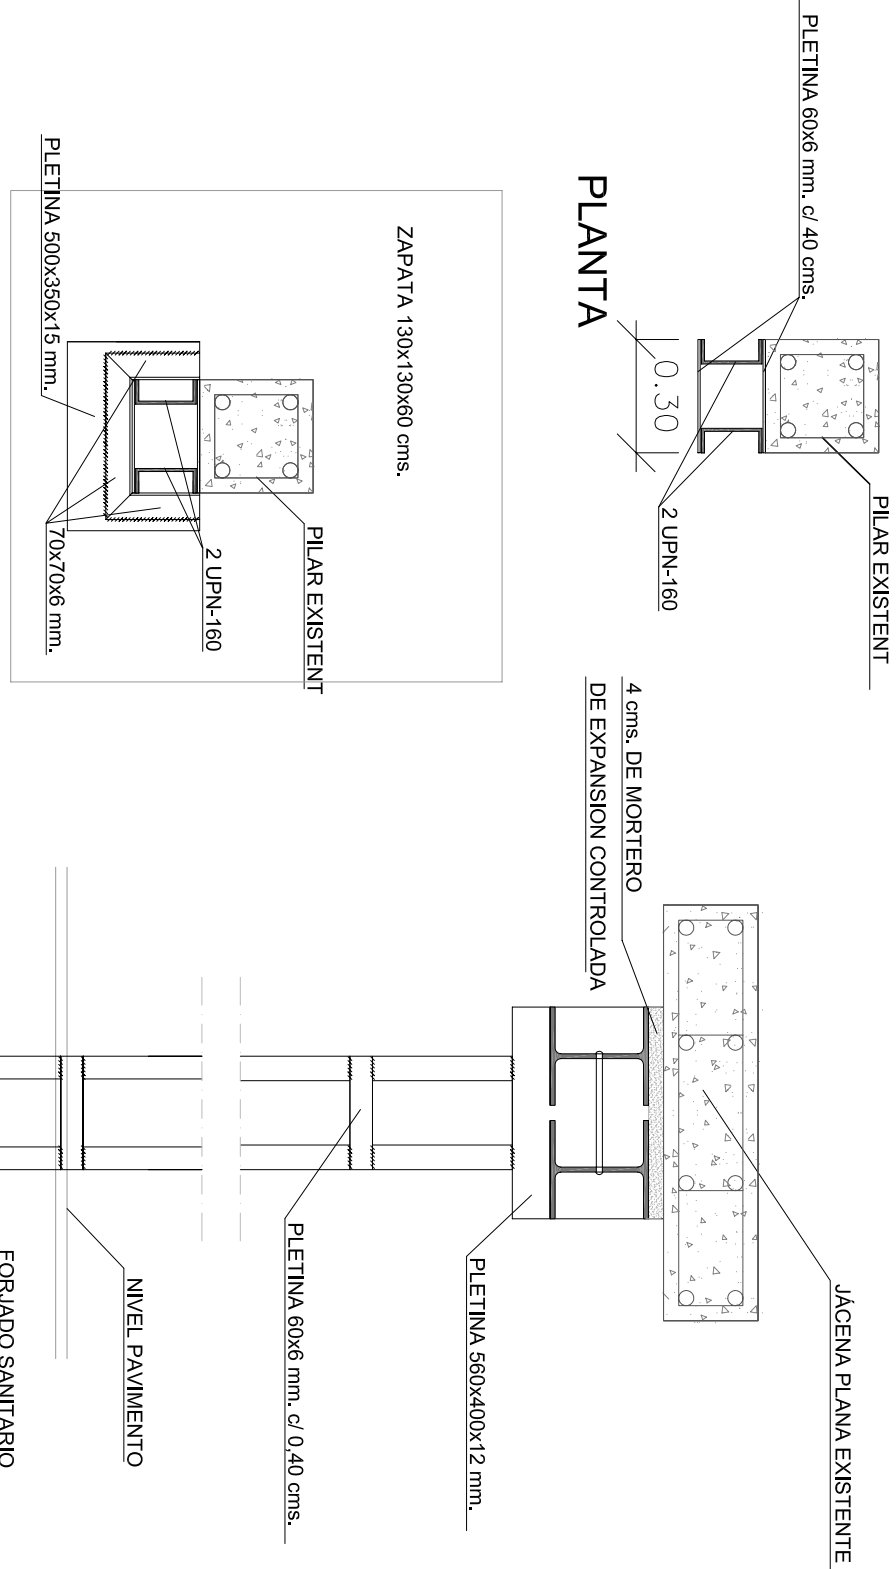 PLETINA 60x6 mm. c/ 40 cms.
PILAR EXISTENT
2 UPN-160
0.30
PLANTA
ZAPATA 130x130x60 cms.
PILAR EXISTENT
2 UPN-160
70x70x6 mm.
PLETINA 500x350x15 mm.
JÁCENA PLANA EXISTENTE
4 cms. DE MORTERO
DE EXPANSION CONTROLADA
PLETINA 560x400x12 mm.
PLETINA 60x6 mm. c/ 0,40 cms.
NIVEL PAVIMENTO
FORJADO SANITARIO